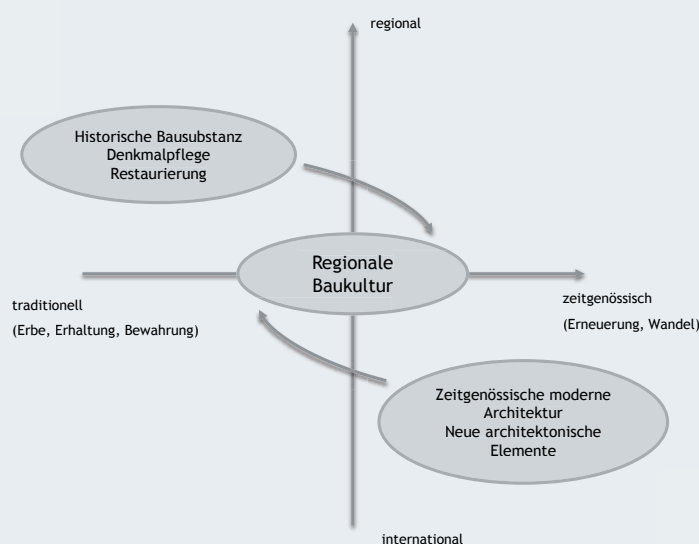 regional
Historische Bausubstanz
Denkmalpflege
Restaurierung
Regionale
Baukultur
traditionell
(Erbe, Erhaltung, Bewahrung)
zeitgenössisch
(Erneuerung, Wandel)
Zeitgenössische moderne
Architektur
Neue architektonische
Elemente
international